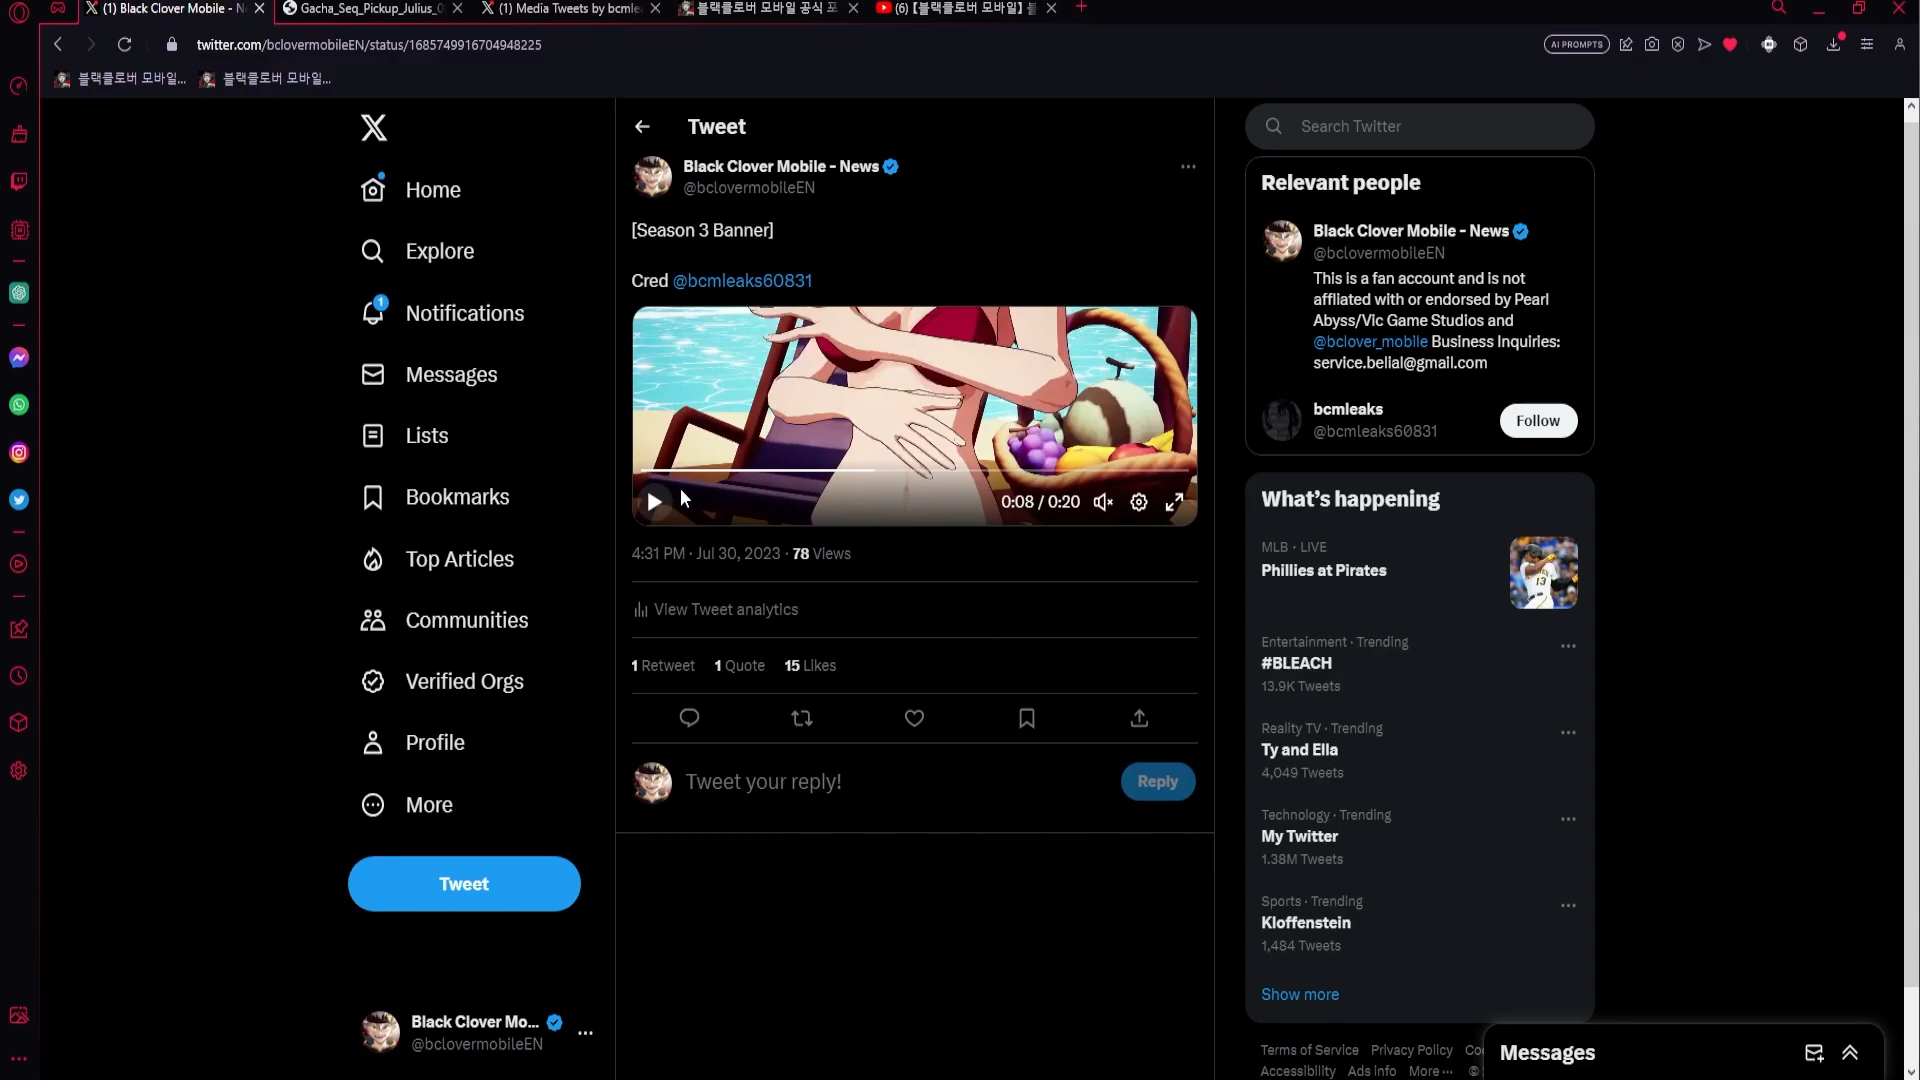 (1) Black Clover Mobile - N
Gacha_Seq_Pickup_Julius_0
(1) Media Tweets by bcmle
블랙클로버 모바일 공식 포
(6)【블랙클로버 모바일】블
twitter.com/bclovermobileEN/status/1685749916704948225
AI PROMPTS
블랙클로버 모바일...
블랙클로버 모바일...
Home
Explore
1
Notifications
Messages
Lists
Bookmarks
Top Articles
Communities
Verified Orgs
Profile
More
Tweet
Black Clover Mo...
@bclovermobileEN
Tweet
Black Clover Mobile - News
@bclovermobileEN
[Season 3 Banner]
Cred @bcmleaks60831
0:08 / 0:20
4:31 PM · Jul 30, 2023 · 78 Views
View Tweet analytics
1 Retweet 1 Quote 15 Likes
Tweet your reply!
Reply
Search Twitter
Relevant people
Black Clover Mobile - News
@bclovermobileEN
This is a fan account and is not
affliated with or endorsed by Pearl
Abyss/Vic Game Studios and
@bclover_mobile Business Inquiries:
service.belial@gmail.com
bcmleaks
@bcmleaks60831
Follow
What's happening
MLB · LIVE
Phillies at Pirates
13
Entertainment · Trending
#BLEACH
13.9K Tweets
Reality TV · Trending
Ty and Ella
4,049 Tweets
Technology · Trending
My Twitter
1.38M Tweets
Sports · Trending
Kloffenstein
1,484 Tweets
Show more
Terms of Service Privacy Policy Coo
Accessibility Ads info More ··· ©
Messages